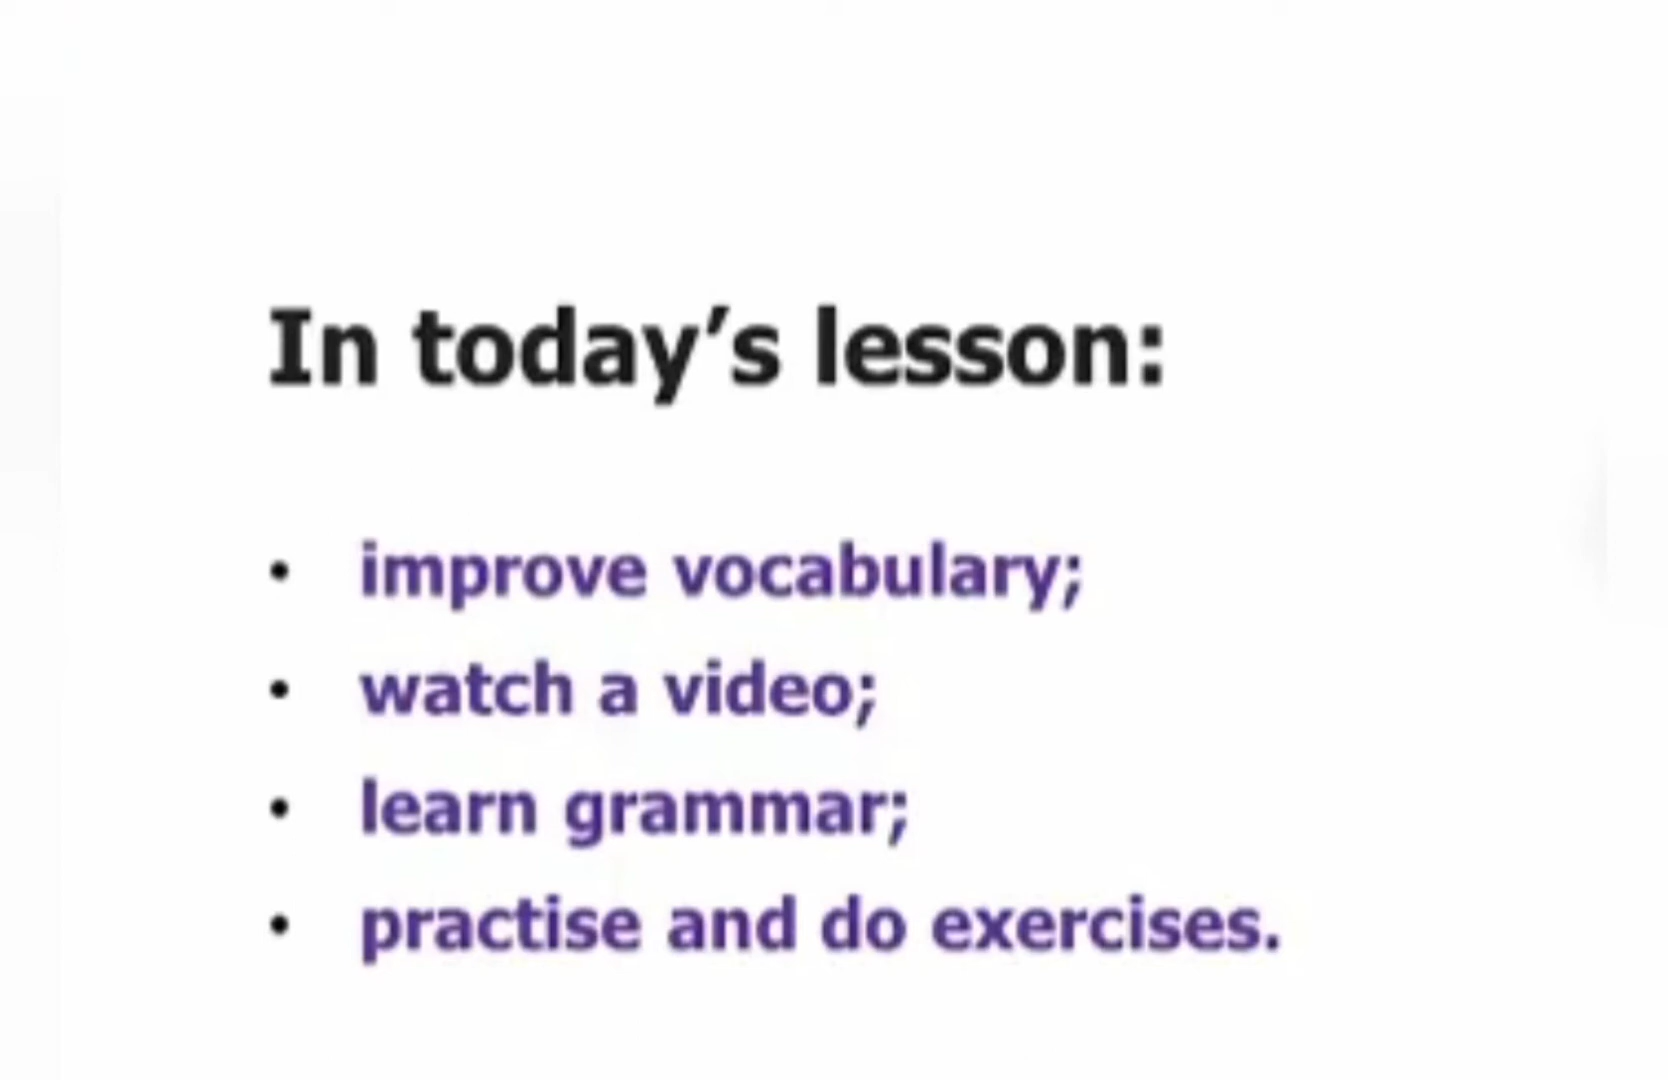 In today’s lesson:
• improve vocabulary;
• watch a video;
• learn grammar;
• practise and do exercises.